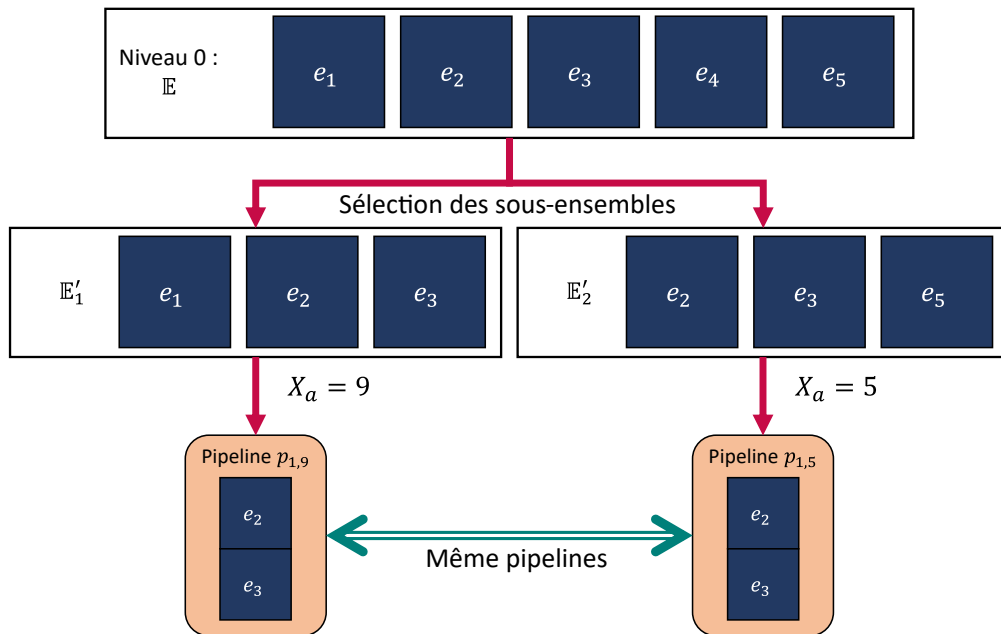 Niveau 0 :
𝔼
e₁ e₂ e₃ e₄ e₅
Sélection des sous-ensembles
𝔼′₁ e₁ e₂ e₃
𝔼′₂ e₂ e₃ e₅
Xₐ = 9
Xₐ = 5
Pipeline p₁,₉
e₂
e₃
Pipeline p₁,₅
e₂
e₃
Même pipelines